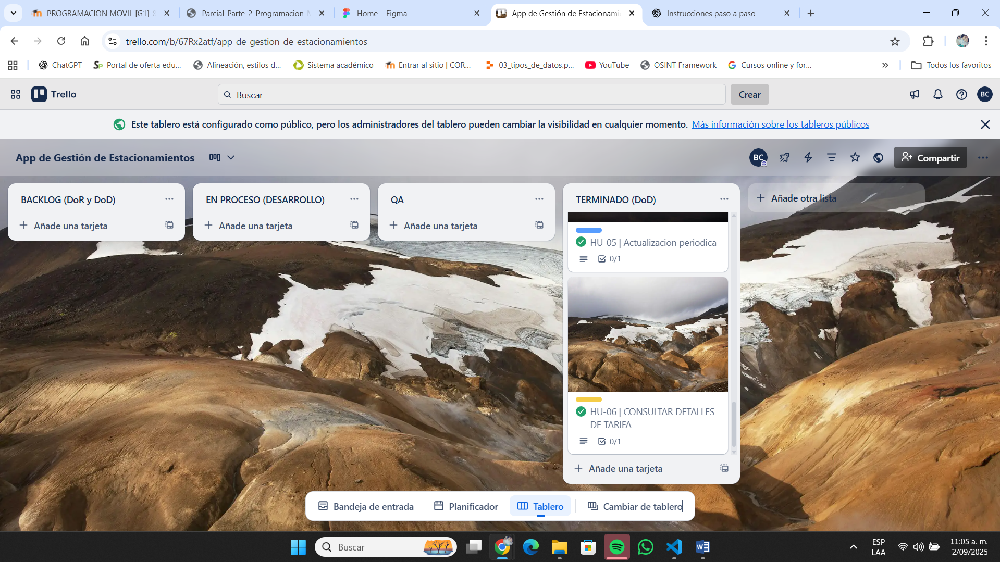 PROGRAMACION MOVIL [G1]-8
Parcial_Parte_2_Programacion_M
Home – Figma
App de Gestión de Estacionami
Instrucciones paso a paso
trello.com/b/67Rx2atf/app-de-gestion-de-estacionamientos
ChatGPT
Portal de oferta edu...
Alineación, estilos d...
Sistema académico
Entrar al sitio | COR...
03_tipos_de_datos.p...
YouTube
OSINT Framework
Cursos online y for...
Todos los favoritos
Trello
Buscar
Crear
BC
Este tablero está configurado como público, pero los administradores del tablero pueden cambiar la visibilidad en cualquier momento. Más información sobre los tableros públicos
App de Gestión de Estacionamientos
BC
Compartir
BACKLOG (DoR y DoD)
Añade una tarjeta
EN PROCESO (DESARROLLO)
Añade una tarjeta
QA
Añade una tarjeta
TERMINADO (DoD)
HU-05 | Actualizacion periodica
0/1
HU-06 | CONSULTAR DETALLES
DE TARIFA
0/1
Añade una tarjeta
Añade otra lista
Bandeja de entrada
Planificador
Tablero
Cambiar de tablero
Buscar
ESP
LAA
11:05 a. m.
2/09/2025